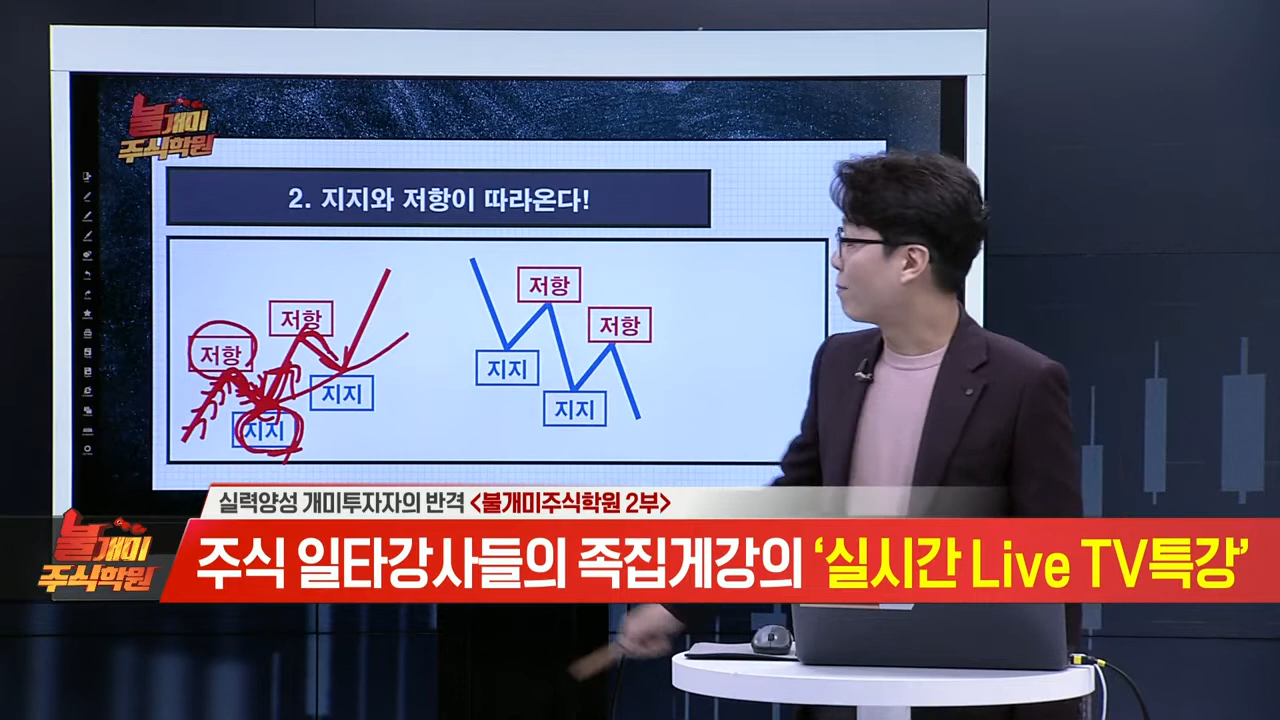 불개미
주식학원
2. 지지와 저항이 따라온다!
저항
저항
저항
저항
지지
지지
지지
지지
실력양성 개미투자자의 반격 <불개미주식학원 2부>
불개미
주식학원
주식 일타강사들의 족집게강의 ‘실시간 Live TV특강’